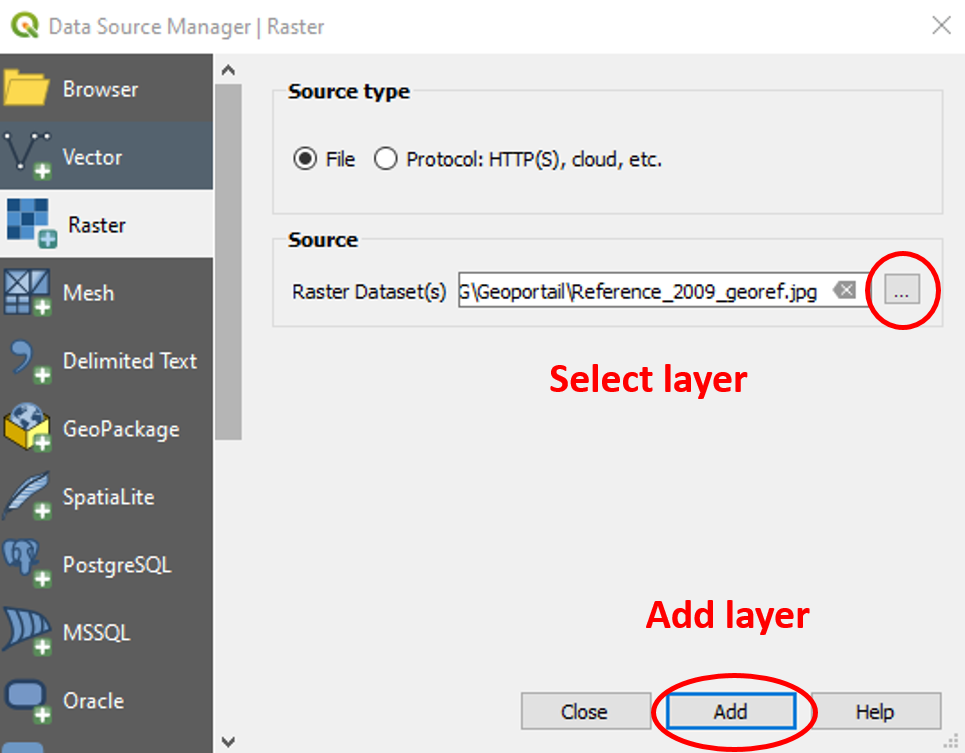 Data Source Manager | Raster
Browser
Vector
Raster
Mesh
Delimited Text
GeoPackage
SpatiaLite
PostgreSQL
MSSQL
Oracle
Source type
File
Protocol: HTTP(S), cloud, etc.
Source
Raster Dataset(s)
G\Geoportail\Reference_2009_georef.jpg
...
Select layer
Add layer
Close
Add
Help